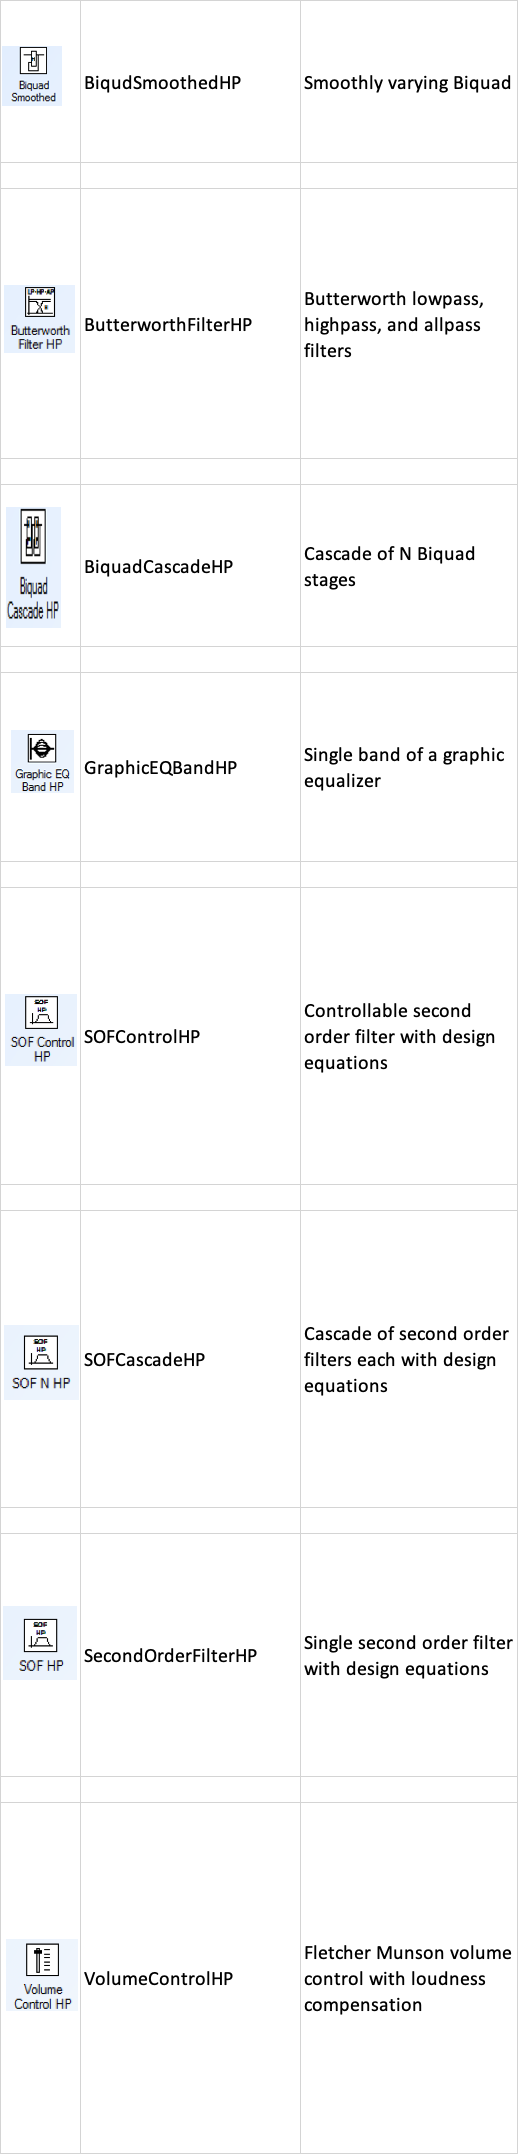 Biquad
Smoothed
BiqudSmoothedHP
Smoothly varying Biquad
LP·HP·AP
Butterworth
Filter HP
ButterworthFilterHP
Butterworth lowpass,
highpass, and allpass
filters
Biquad
Cascade HP
BiquadCascadeHP
Cascade of N Biquad
stages
Graphic EQ
Band HP
GraphicEQBandHP
Single band of a graphic
equalizer
SOF
HP
SOF Control
HP
SOFControlHP
Controllable second
order filter with design
equations
SOF
HP
SOF N HP
SOFCascadeHP
Cascade of second order
filters each with design
equations
SOF
HP
SOF HP
SecondOrderFilterHP
Single second order filter
with design equations
Volume
Control HP
VolumeControlHP
Fletcher Munson volume
control with loudness
compensation